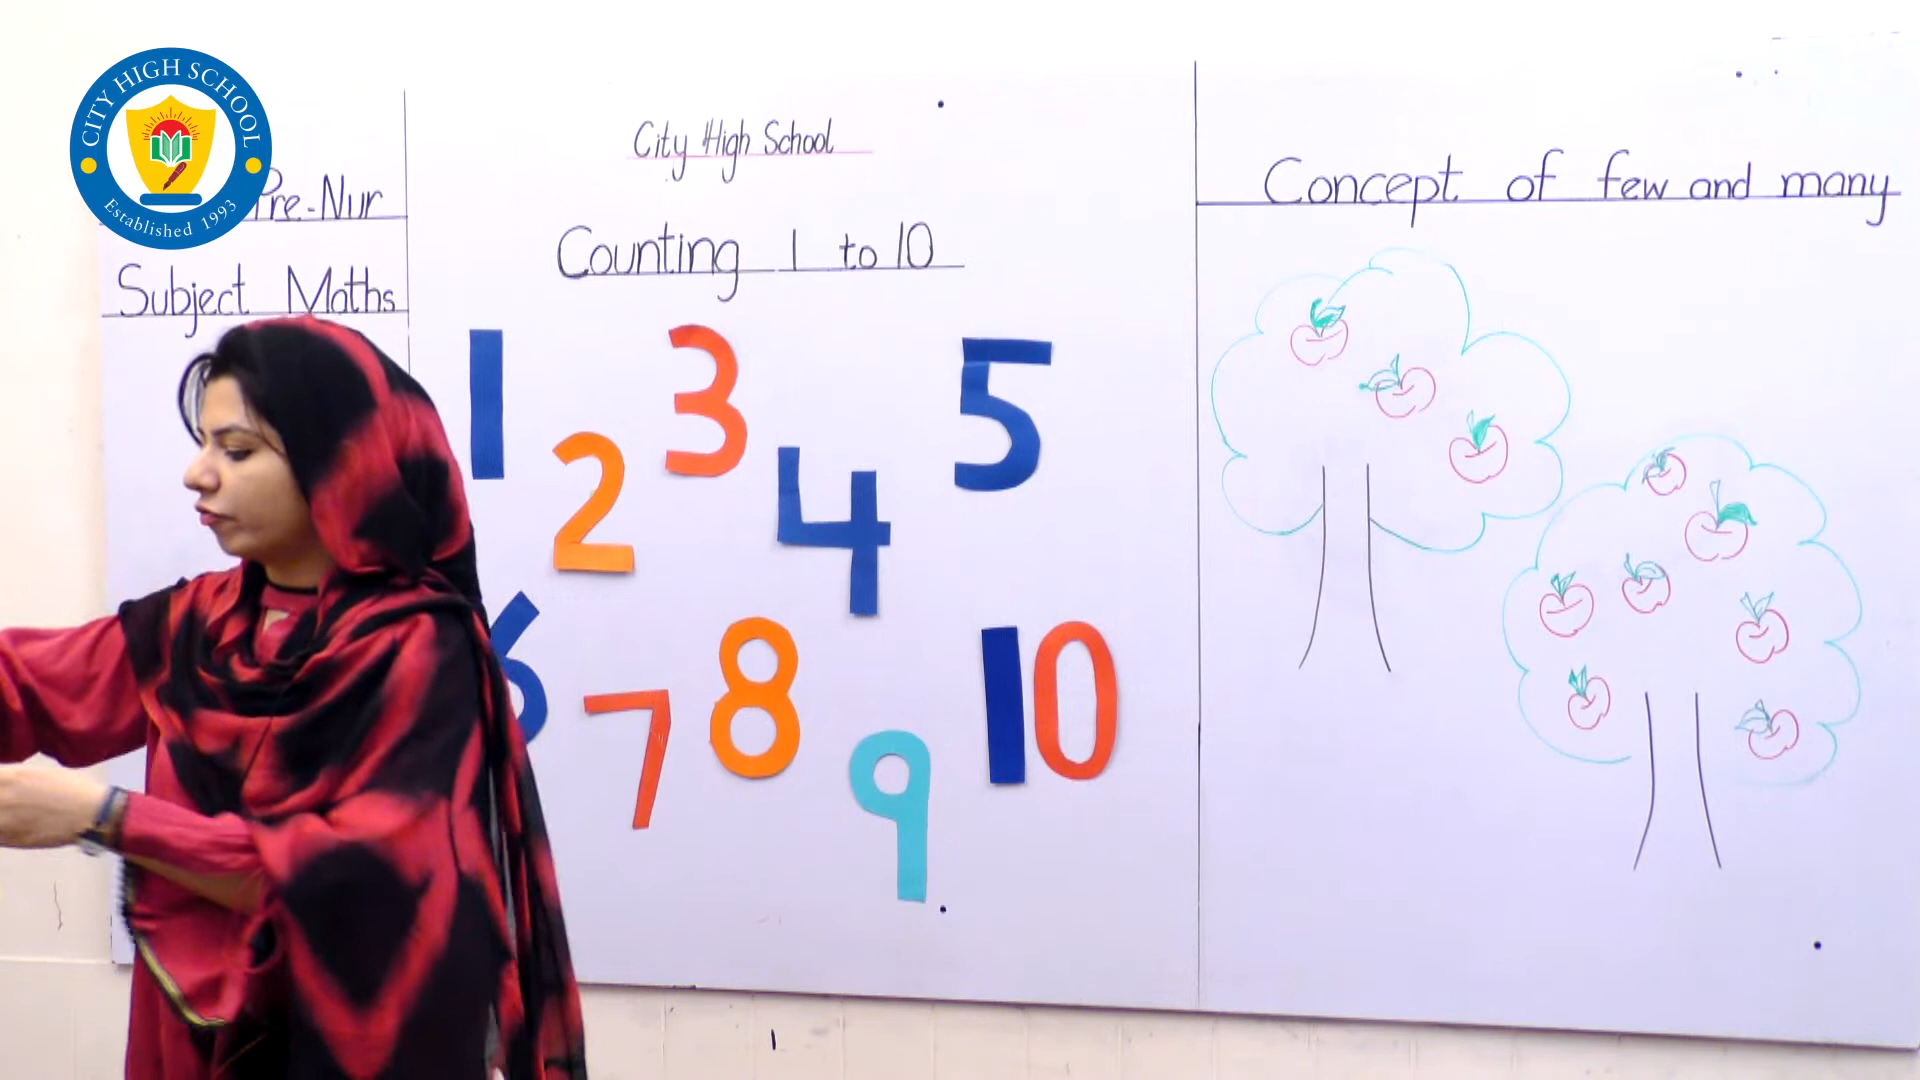 CITY HIGH SCHOOL
Established 1993
Pre-Nur
Subject Maths
City High School
Counting 1 to 10
1 2 3 4 5
6 7 8 9 10
Concept of few and many